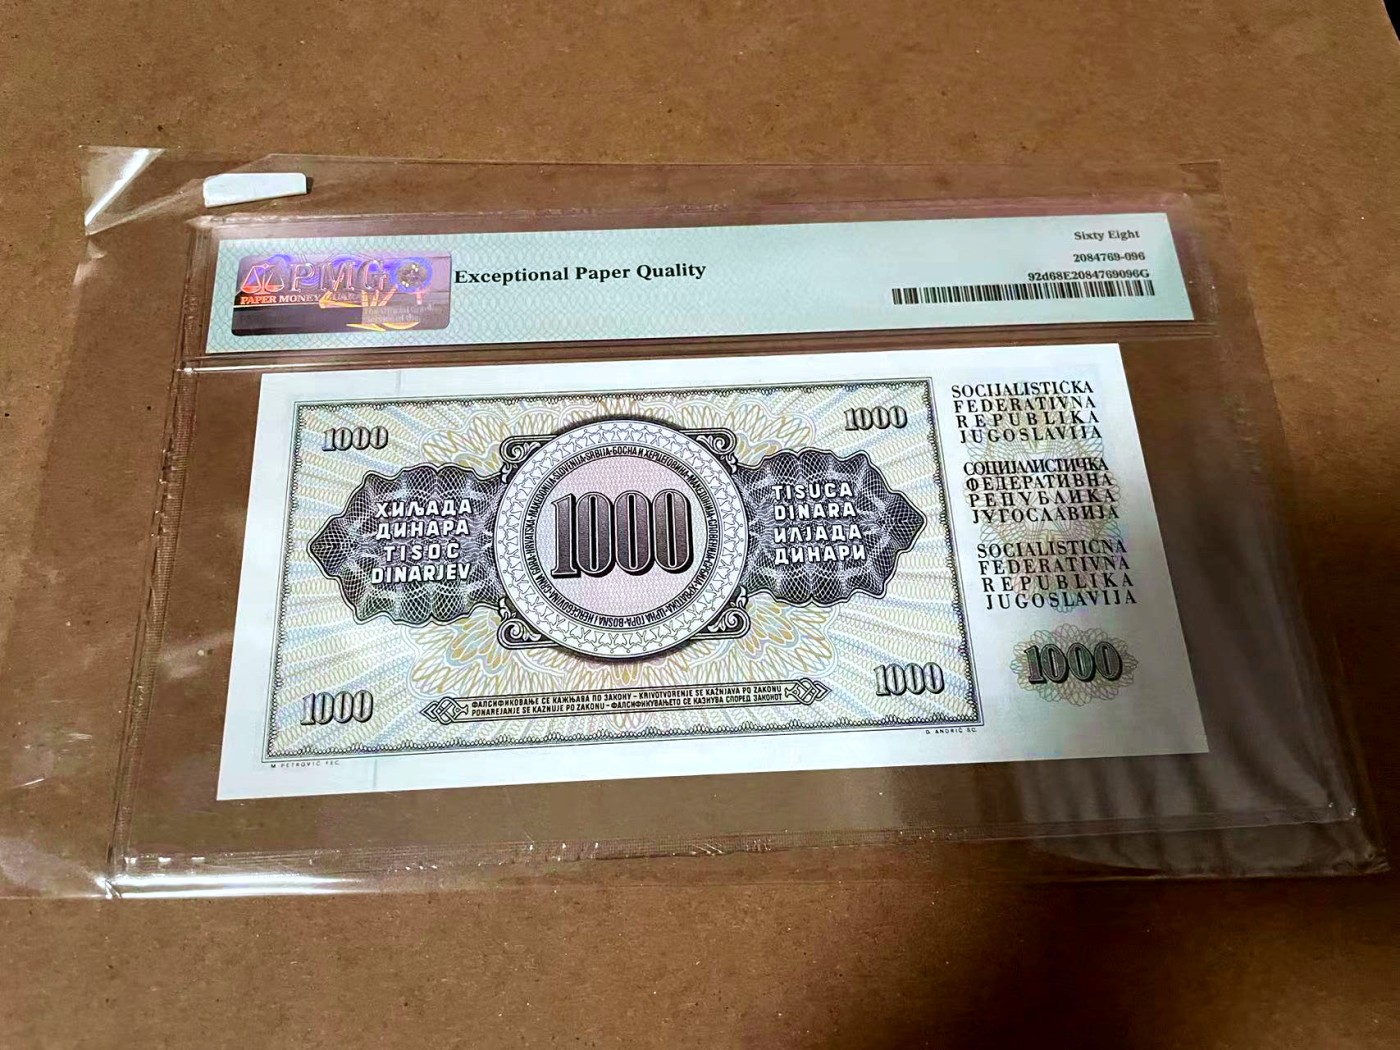 PMG
PAPER MONEY GUARANTY
Exceptional Paper Quality
Sixty Eight
2084769-096
92d68E2084769096G
1000
1000
ХИЉАДА
ДИНАРА
TISOČ
DINARJEV
1000
TISUĆA
DINARA
ИЛЈАДА
ДИНАРИ
1000
1000
ФАЛСИФИКОВАЊЕ СЕ КАЖЊАВА ПО ЗАКОНУ - KRIVOTVORENJE SE KAŽNJAVA PO ZAKONU
PONAREJANJE SE KAZNUJE PO ZAKONU - ФАЛСИФИКУВАЊЕТО СЕ КАЗНУВА СПОРЕД ЗАКОНОТ
M. PETROVIĆ FEC.
D. ANDRIĆ SC.
SOCIJALISTIČKA
FEDERATIVNA
REPUBLIKA
JUGOSLAVIJA
СОЦИЈАЛИСТИЧКА
ФЕДЕРАТИВНА
РЕПУБЛИКА
ЈУГОСЛАВИЈА
SOCIALISTIČNA
FEDERATIVNA
REPUBLIKA
JUGOSLAVIJA
1000